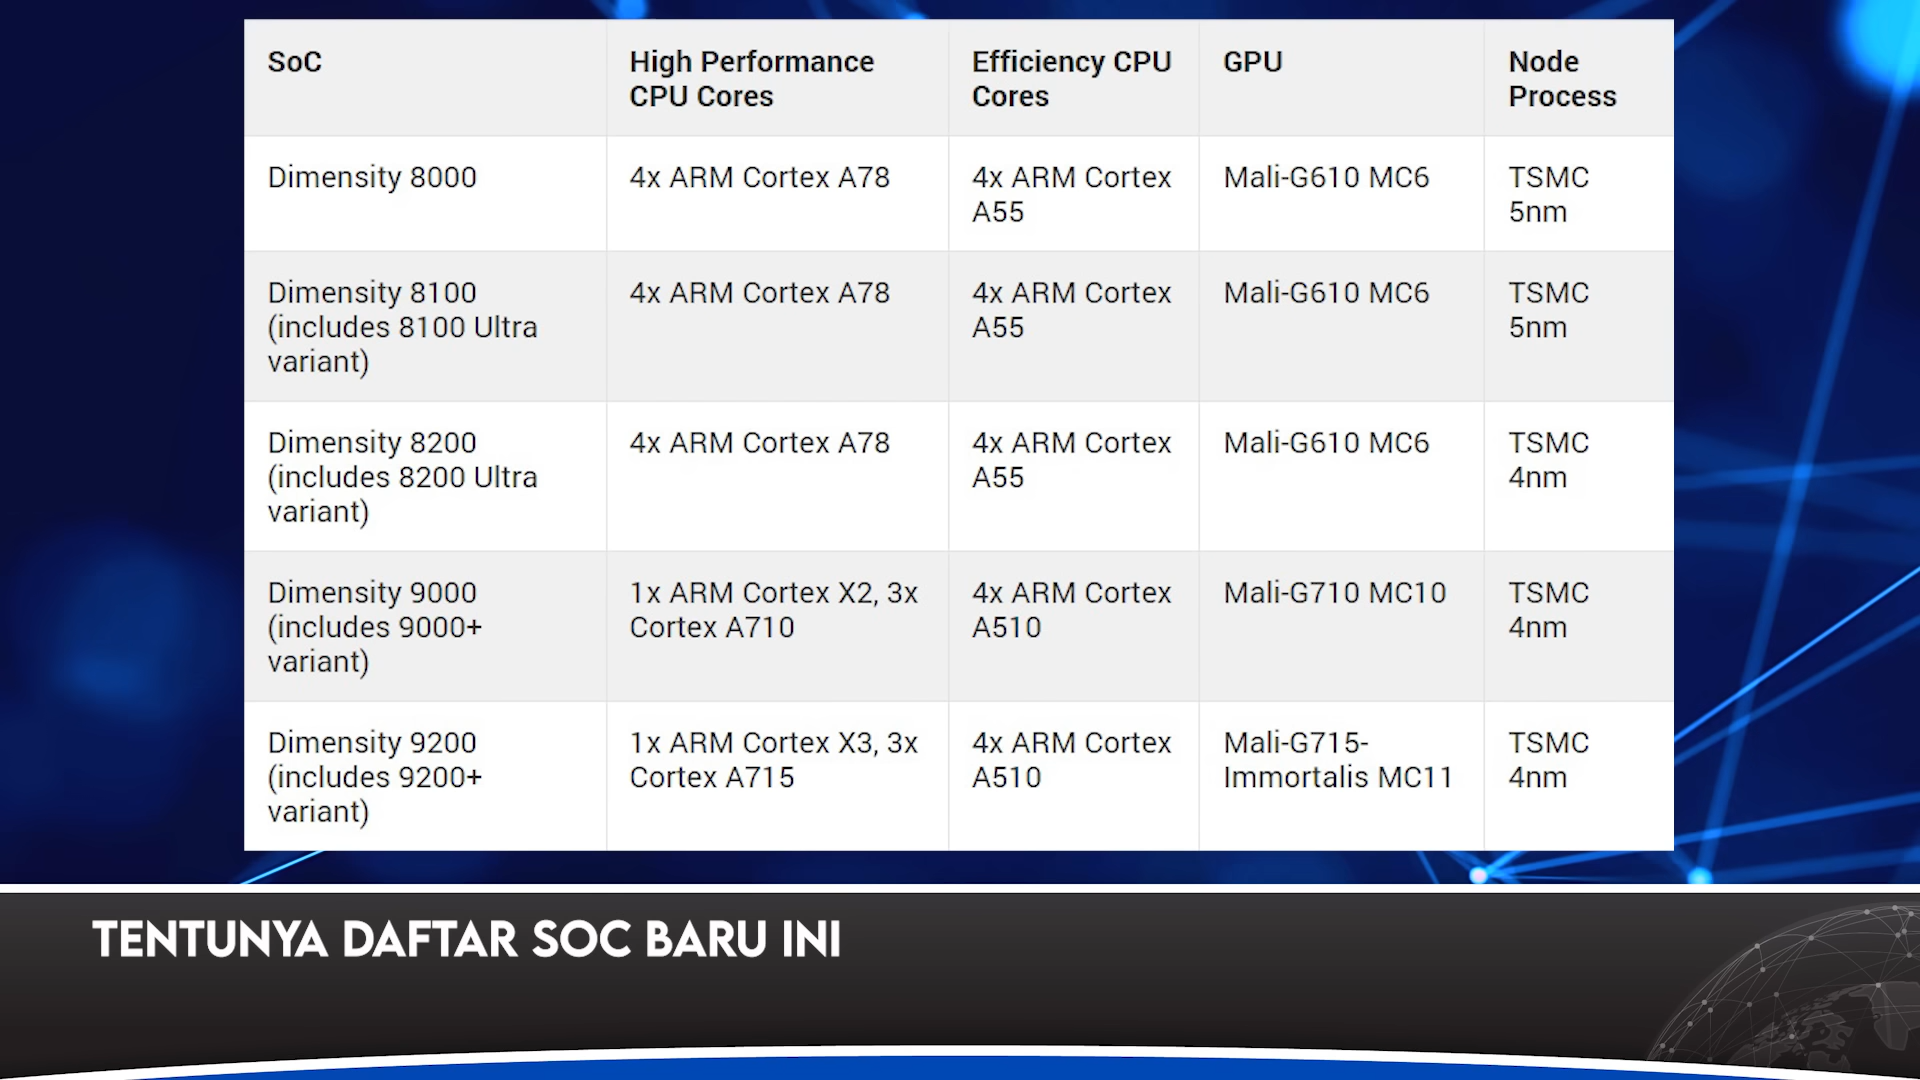 SoC
High Performance
CPU Cores
Efficiency CPU
Cores
GPU
Node
Process
Dimensity 8000
4x ARM Cortex A78
4x ARM Cortex
A55
Mali-G610 MC6
TSMC
5nm
Dimensity 8100
(includes 8100 Ultra
variant)
4x ARM Cortex A78
4x ARM Cortex
A55
Mali-G610 MC6
TSMC
5nm
Dimensity 8200
(includes 8200 Ultra
variant)
4x ARM Cortex A78
4x ARM Cortex
A55
Mali-G610 MC6
TSMC
4nm
Dimensity 9000
(includes 9000+
variant)
1x ARM Cortex X2, 3x
Cortex A710
4x ARM Cortex
A510
Mali-G710 MC10
TSMC
4nm
Dimensity 9200
(includes 9200+
variant)
1x ARM Cortex X3, 3x
Cortex A715
4x ARM Cortex
A510
Mali-G715-
Immortalis MC11
TSMC
4nm
TENTUNYA DAFTAR SOC BARU INI